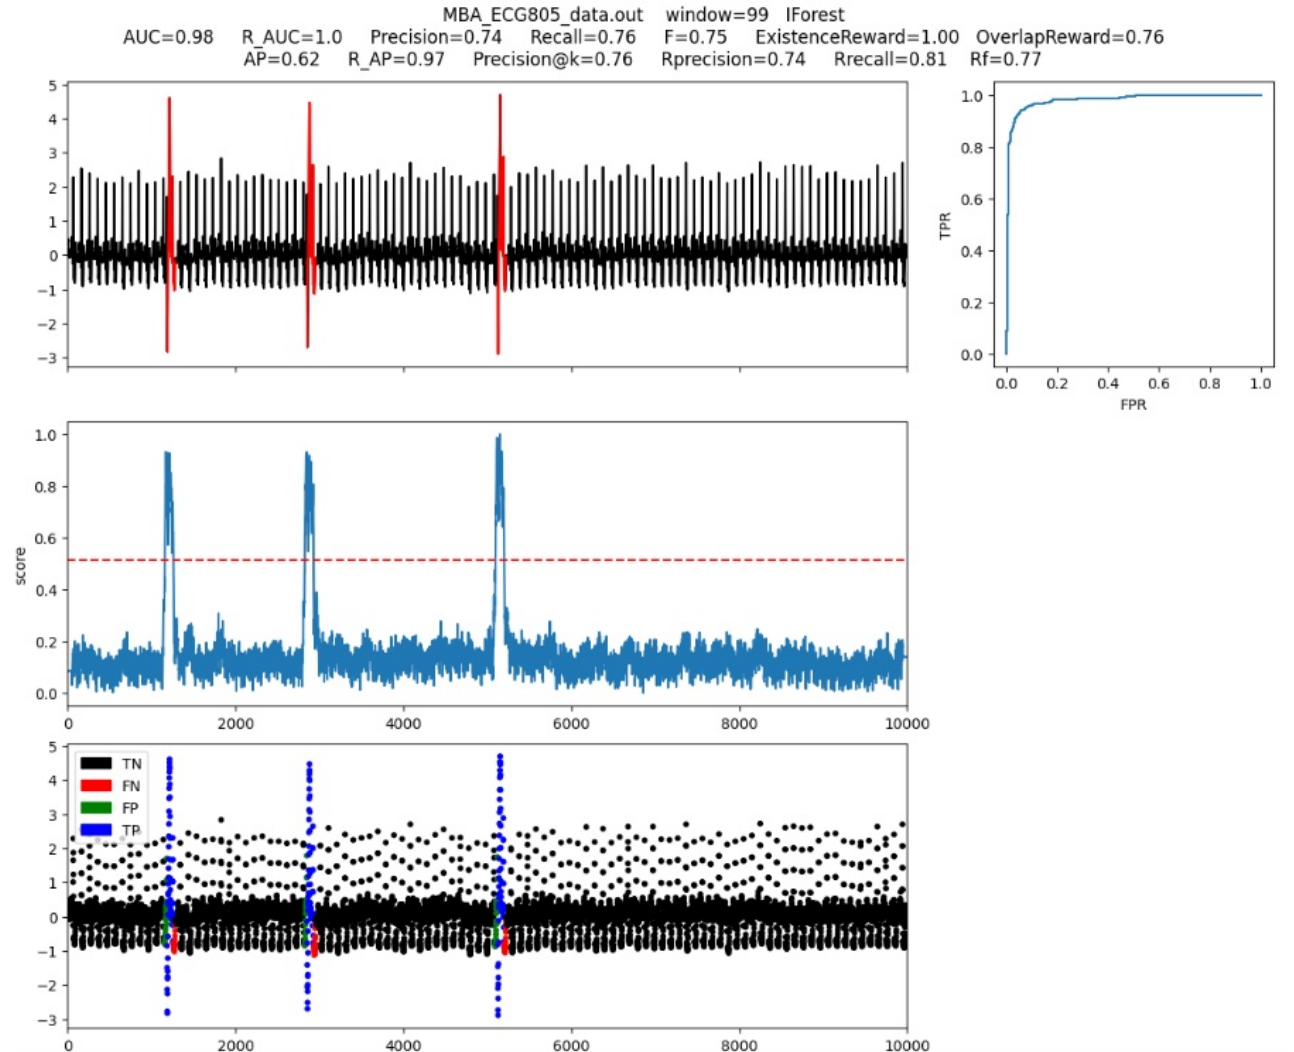 MBA_ECG805_data.out window=99 IForest
AUC=0.98 R_AUC=1.0 Precision=0.74 Recall=0.76 F=0.75 ExistenceReward=1.00 OverlapReward=0.76
AP=0.62 R_AP=0.97 Precision@k=0.76 Rprecision=0.74 Rrecall=0.81 Rf=0.77
5
4
3
2
1
0
−1
−2
−3
1.0
0.8
0.6
0.4
0.2
0.0
TPR
0.0 0.2 0.4 0.6 0.8 1.0
FPR
1.0
0.8
0.6
0.4
0.2
0.0
score
0 2000 4000 6000 8000 10000
5
4
3
2
1
0
−1
−2
−3
TN
FN
FP
TP
0 2000 4000 6000 8000 10000